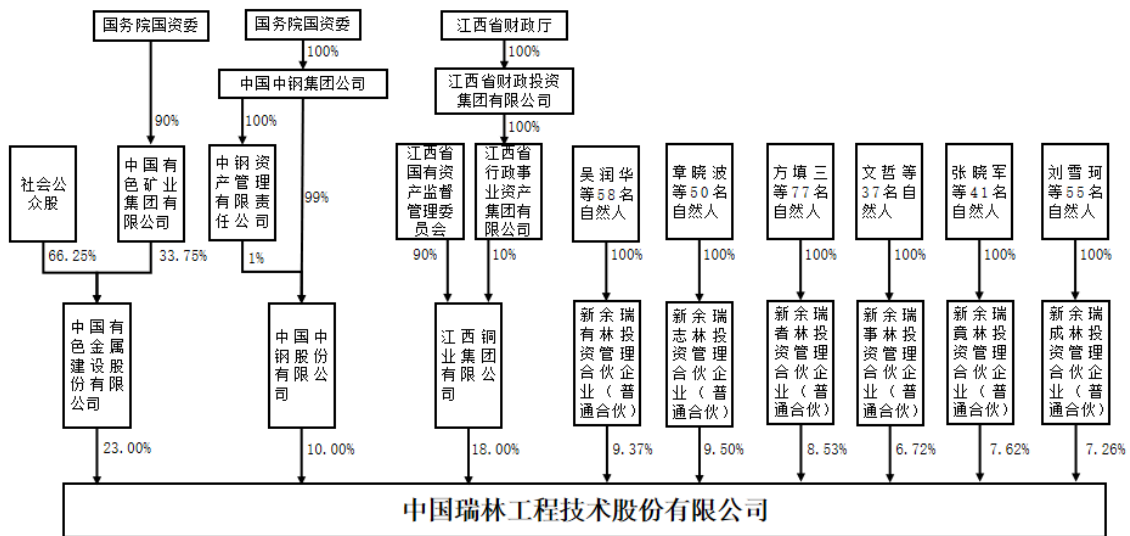 国务院国资委
国务院国资委
江西省财政厅
100%
100%
中国中钢集团公司
江西省财政投资
集团有限公司
90%
100%
100%
社会公
众股
中国有
色矿业
集团有
限公司
中钢资
产管理
有限责
任公司
99%
江西省
国有资
产监督
管理委
员会
江西省
行政事
业资产
集团有
限公司
吴润华
等58名
自然人
章晓波
等50名
自然人
方填三
等77名
自然人
文哲等
37名自
然人
张晓军
等41名
自然人
刘雪珂
等55名
自然人
66.25%
33.75%
1%
90%
10%
100%
100%
100%
100%
100%
100%
中国有
色金属
建设股
份有限
公司
中国中
钢股份
有限公
司
江西铜
业集团
有限公
司
新余瑞
有林投
资管理
合伙企
业（普
通合伙）
新余瑞
志林投
资管理
合伙企
业（普
通合伙）
新余瑞
者林投
资管理
合伙企
业（普
通合伙）
新余瑞
事林投
资管理
合伙企
业（普
通合伙）
新余瑞
竟林投
资管理
合伙企
业（普
通合伙）
新余瑞
成林投
资管理
合伙企
业（普
通合伙）
23.00%
10.00%
18.00%
9.37%
9.50%
8.53%
6.72%
7.62%
7.26%
中国瑞林工程技术股份有限公司